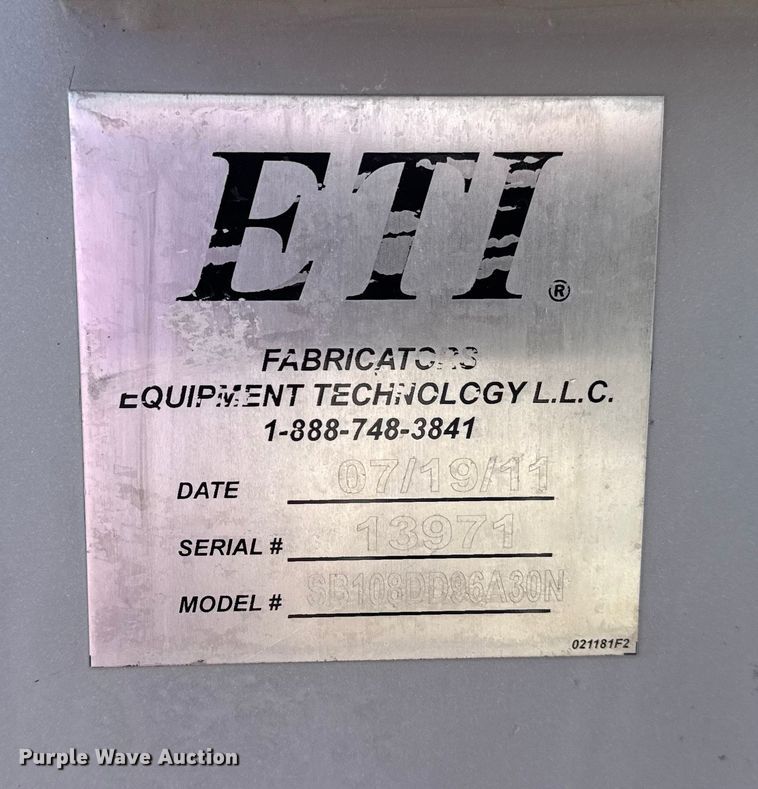 ETI®
FABRICATORS
EQUIPMENT TECHNOLOGY L.L.C.
1-888-748-3841
DATE 07/19/11
SERIAL # 13971
MODEL # SB108DD96A30N
021181F2
Purple Wave Auction